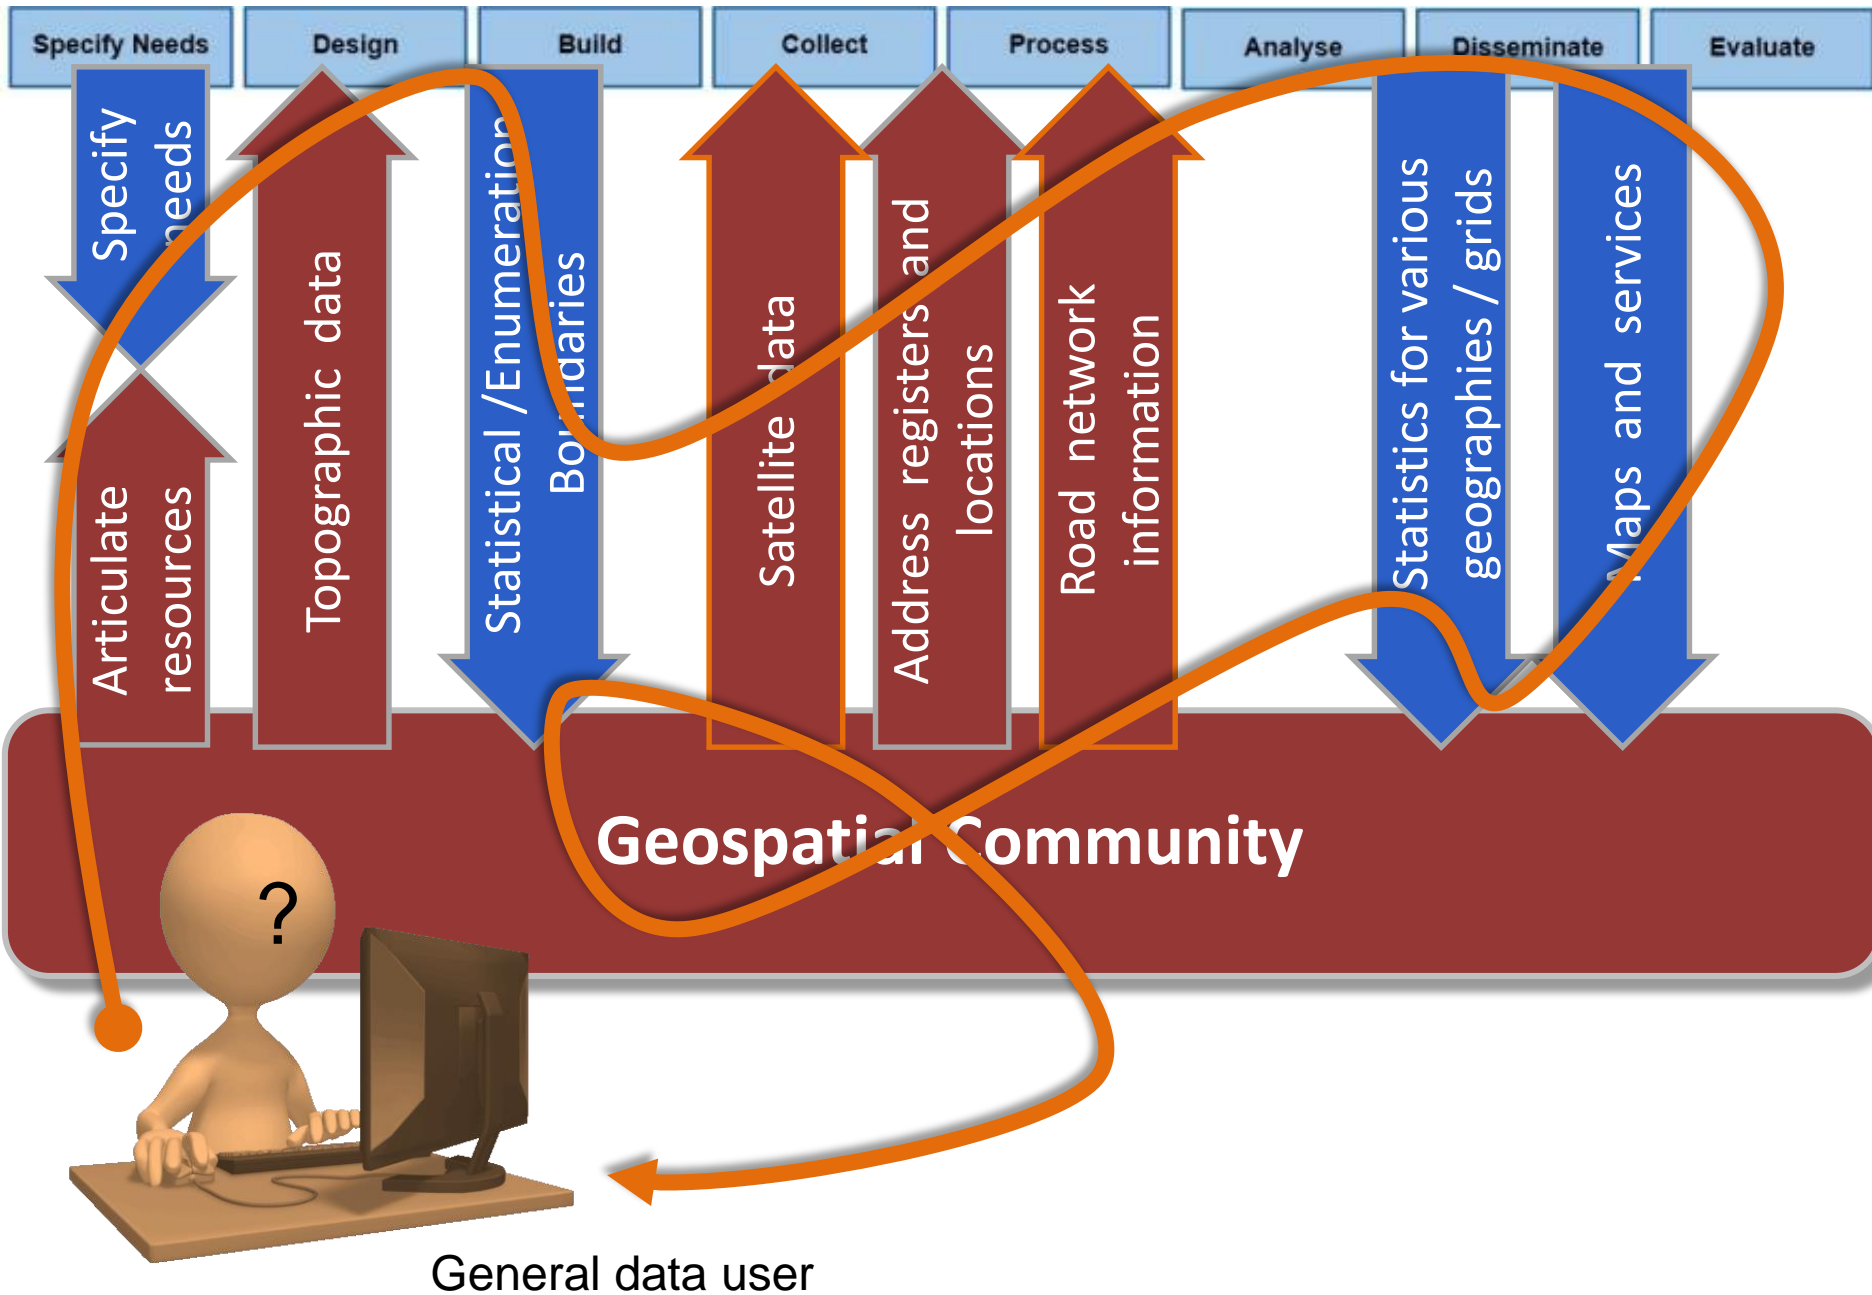 Specify Needs
Design
Build
Collect
Process
Analyse
Disseminate
Evaluate
Specify
needs
Articulate
resources
Topographic data
Statistical /Enumeration
Boundaries
Satellite data
Address registers and
locations
Road network
information
Statistics for various
geographies / grids
Maps and services
Geospatial Community
?
General data user